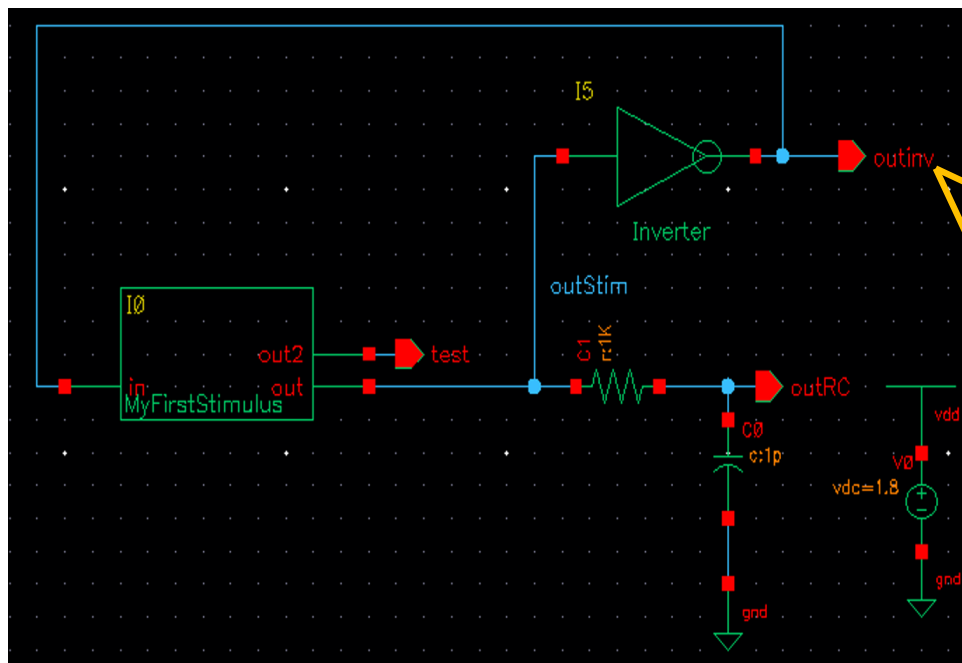 I5
outinv
Inverter
outStim
I0
out2
test
in
out
MyFirstStimulus
C1
r:1K
outRC
vdd
C0
c:1p
V0
vdc=1.8
gnd
gnd